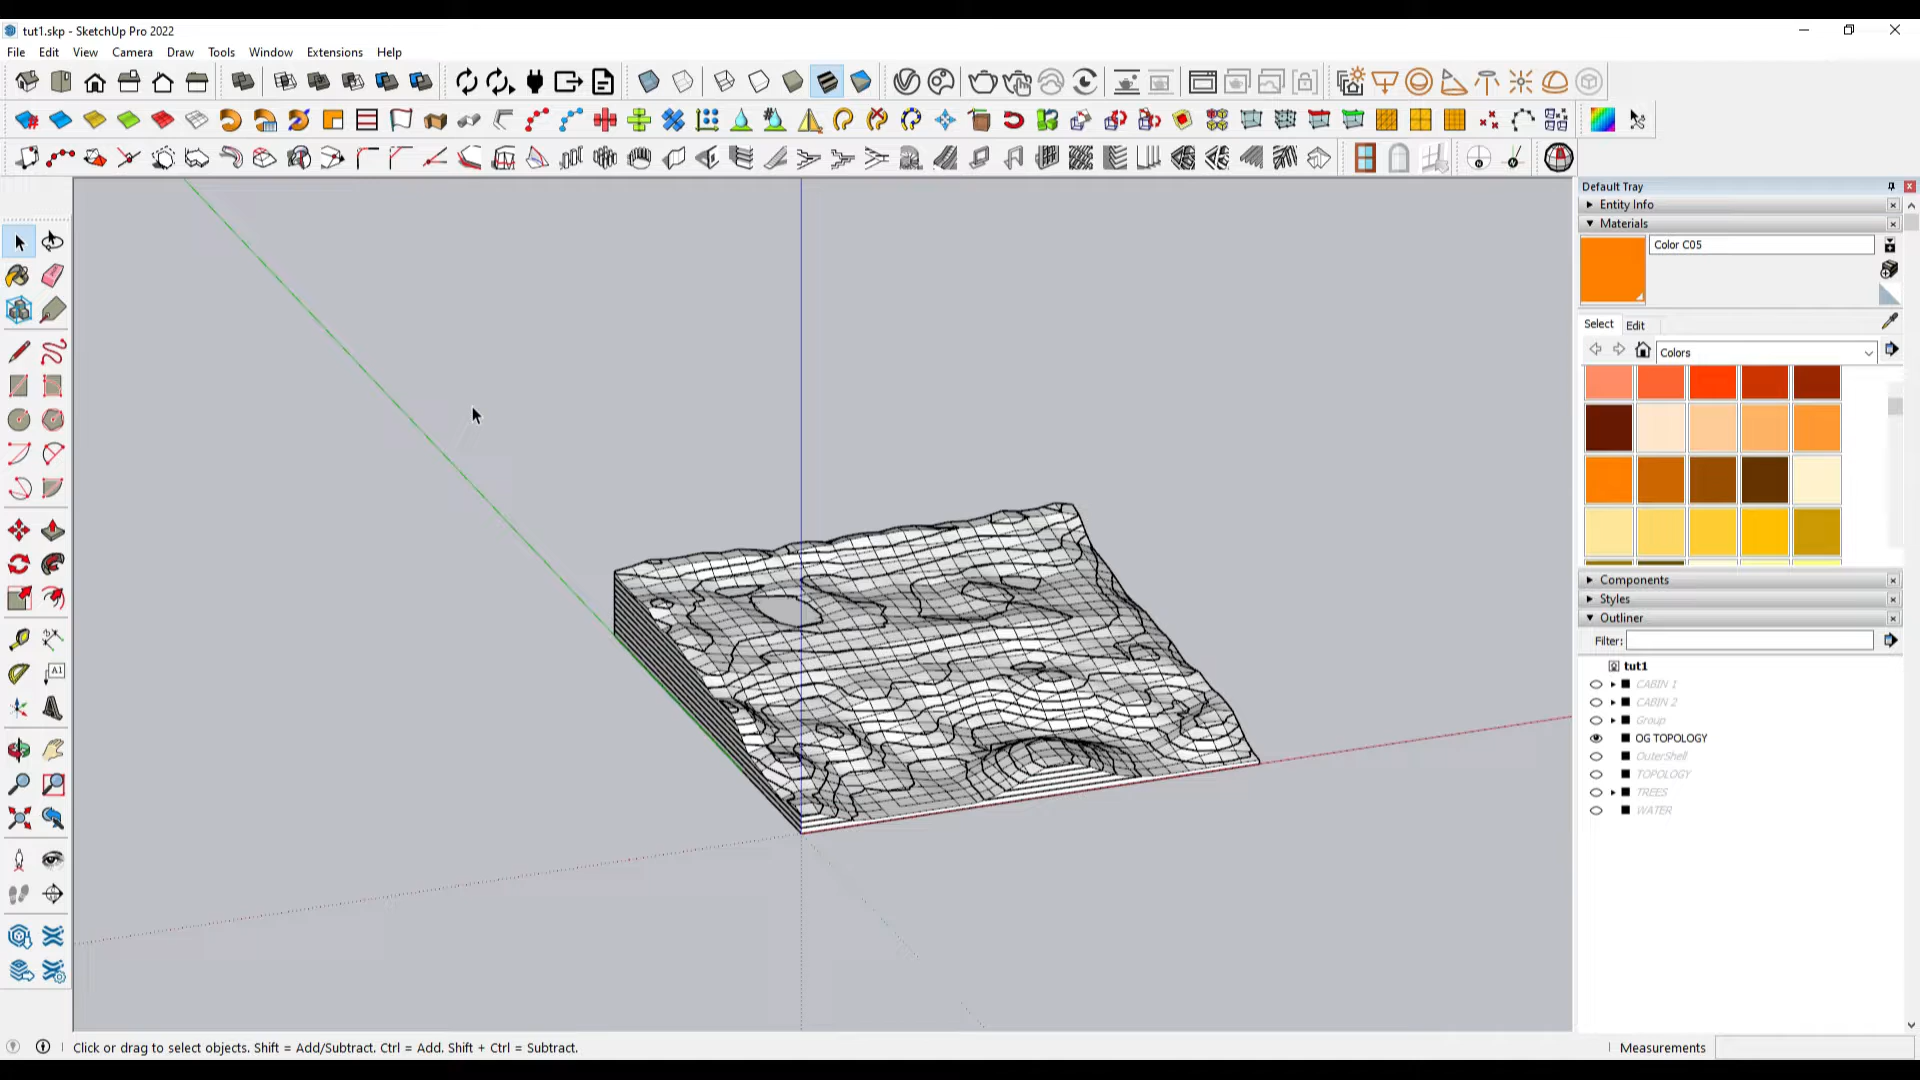 tut1.skp - SketchUp Pro 2022
File Edit View Camera Draw Tools Window Extensions Help
Default Tray
Entity Info
Materials
Color C05
Select Edit
Colors
Components
Styles
Outliner
Filter:
tut1
CABIN 1
CABIN 2
Group
OG TOPOLOGY
OuterShell
TOPOLOGY
TREES
WATER
A1
Click or drag to select objects. Shift = Add/Subtract. Ctrl = Add. Shift + Ctrl = Subtract.
Measurements